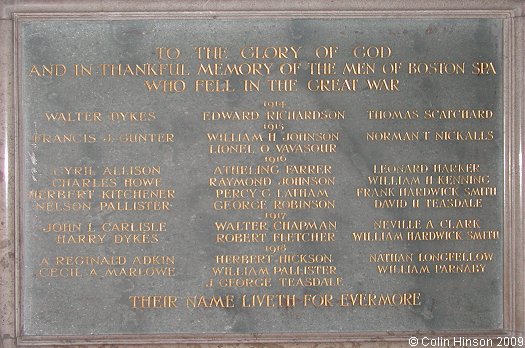 TO THE GLORY OF GOD
AND IN THANKFUL MEMORY OF THE MEN OF BOSTON SPA
WHO FELL IN THE GREAT WAR
1914
WALTER DYKES EDWARD RICHARDSON THOMAS SCATCHARD
1915
FRANCIS J. GUNTER WILLIAM H. JOHNSON NORMAN T. NICKALLS
LIONEL O. VAVASOUR
1916
CYRIL ALLISON ATHELING FARRER LEONARD HARKER
CHARLES HOWE RAYMOND JOHNSON WILLIAM H. KENNING
HERBERT KITCHENER PERCY G. LATHAM FRANK HARDWICK SMITH
NELSON PALLISTER GEORGE ROBINSON DAVID H. TEASDALE
1917
JOHN L. CARLISLE WALTER CHAPMAN NEVILLE A. CLARK
HARRY DYKES ROBERT FLETCHER WILLIAM HARDWICK SMITH
1918
A. REGINALD ADKIN HERBERT HICKSON NATHAN LONGFELLOW
CECIL A. MARLOWE WILLIAM PALLISTER WILLIAM PARNABY
J. GEORGE TEASDALE
THEIR NAME LIVETH FOR EVERMORE
©Colin Hinson 2009